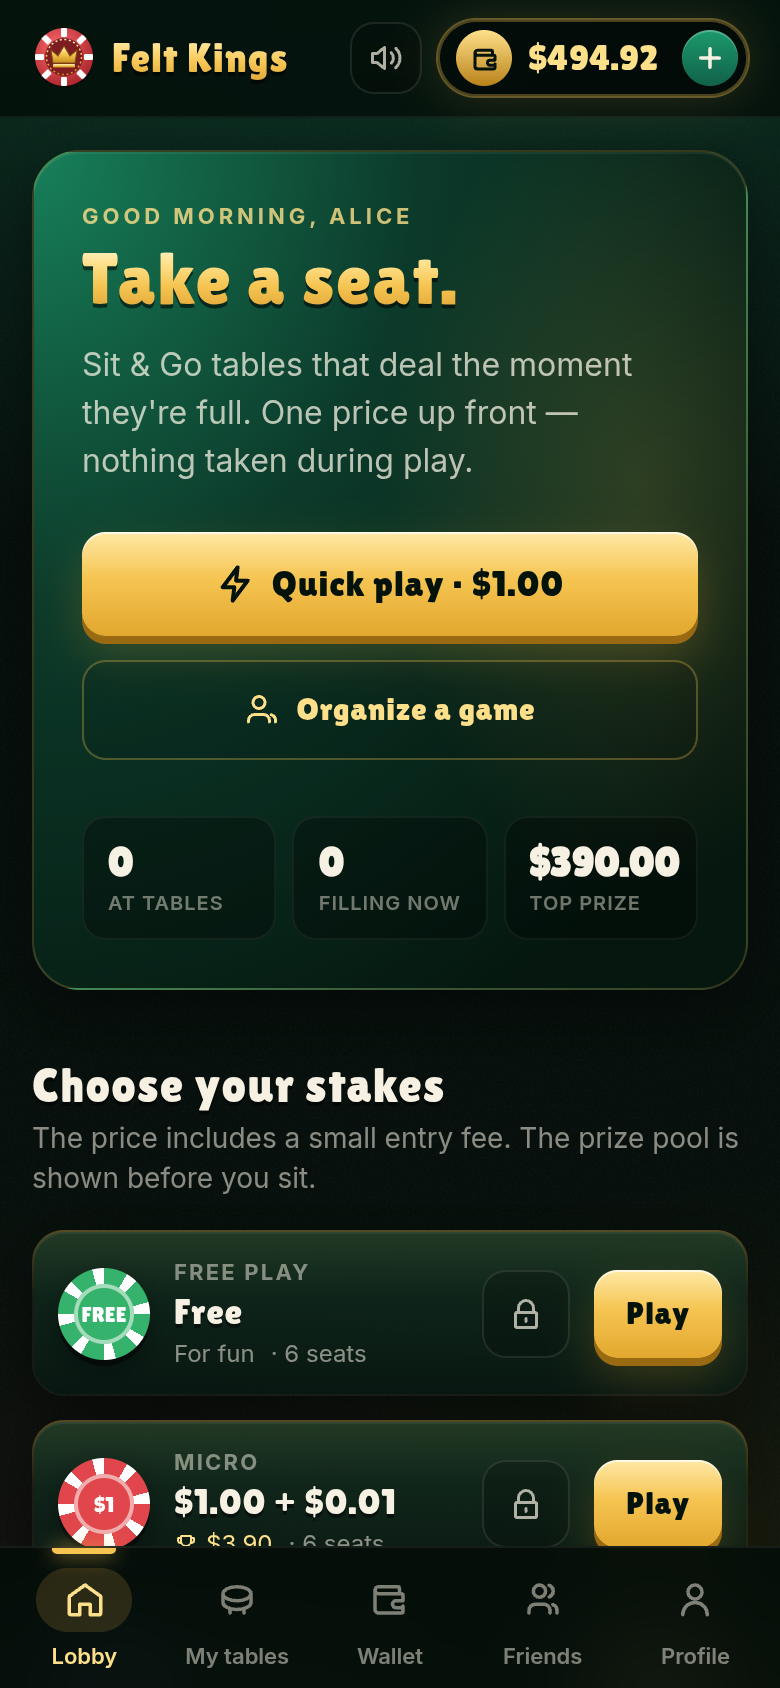 Felt Kings
$494.92
GOOD MORNING, ALICE
Take a seat.
Sit & Go tables that deal the moment
they're full. One price up front —
nothing taken during play.
Quick play · $1.00
Organize a game
0
AT TABLES
0
FILLING NOW
$390.00
TOP PRIZE
Choose your stakes
The price includes a small entry fee. The prize pool is
shown before you sit.
FREE
FREE PLAY
Free
For fun · 6 seats
Play
$1
MICRO
$1.00 + $0.01
$3.90 · 6 seats
Play
Lobby
My tables
Wallet
Friends
Profile